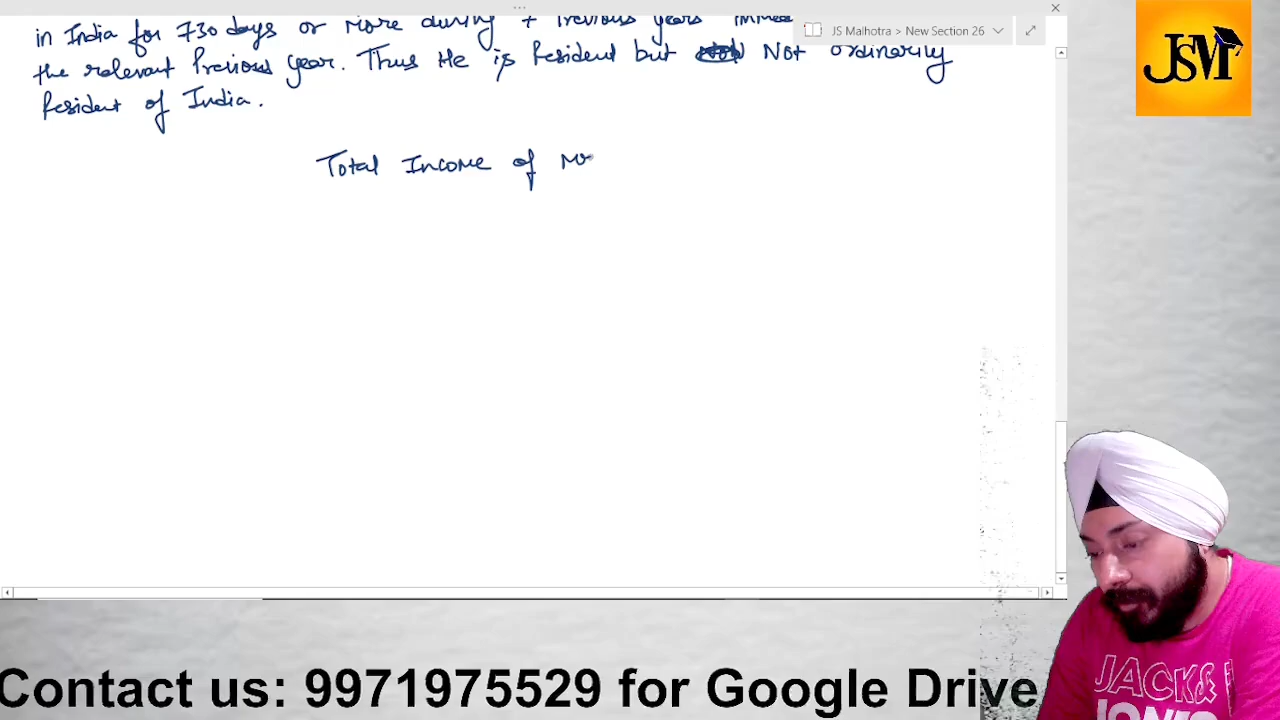 in India for 730 days or more during 7 Previous years
JS Malhotra > New Section 26
the relevant Previous year. Thus He is Resident but Not ordinarily
Resident of India.
Total Income of
JSM
Contact us: 9971975529 for Google Drive
JACK &
JONES